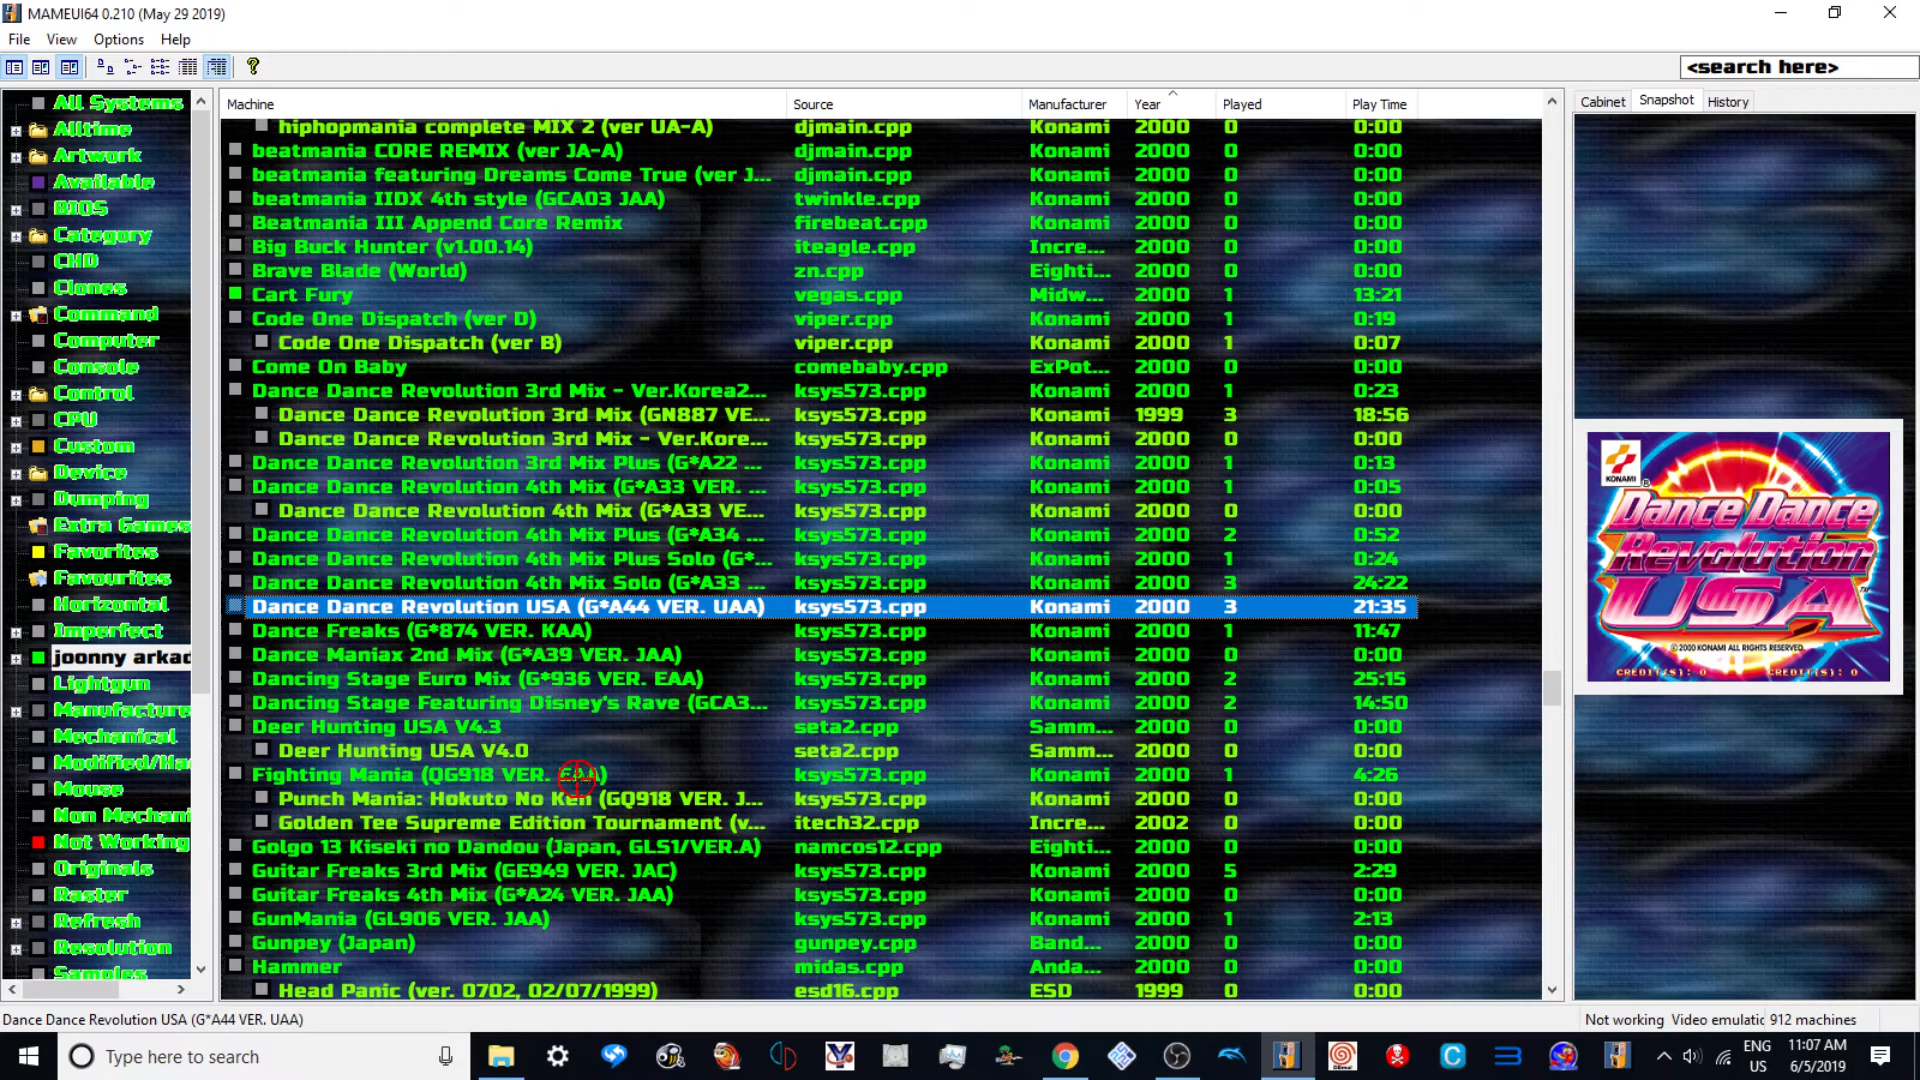 MAMEUI64 0.210 (May 29 2019)
File View Options Help
<search here>
All Systems
Alltime
Artwork
Available
BIOS
Category
CHD
Clones
Command
Computer
Console
Control
CPU
Custom
Device
Dumping
Extra Games
Favorites
Favourites
Horizontal
Imperfect
joonny arkad
Lightgun
Manufacture
Mechanical
Modified/Ha
Mouse
Non Mechani
Not Working
Originals
Raster
Refresh
Resolution
Samples
Machine Source Manufacturer Year Played Play Time
hiphopmania complete MIX 2 (ver UA-A) djmain.cpp Konami 2000 0 0:00
beatmania CORE REMIX (ver JA-A) djmain.cpp Konami 2000 0 0:00
beatmania featuring Dreams Come True (ver J... djmain.cpp Konami 2000 0 0:00
beatmania IIDX 4th style (GCA03 JAA) twinkle.cpp Konami 2000 0 0:00
Beatmania III Append Core Remix firebeat.cpp Konami 2000 0 0:00
Big Buck Hunter (v1.00.14) iteagle.cpp Incre... 2000 0 0:00
Brave Blade (World) zn.cpp Eighti... 2000 0 0:00
Cart Fury vegas.cpp Midw... 2000 1 13:21
Code One Dispatch (ver D) viper.cpp Konami 2000 1 0:19
Code One Dispatch (ver B) viper.cpp Konami 2000 1 0:07
Come On Baby comebaby.cpp ExPot... 2000 0 0:00
Dance Dance Revolution 3rd Mix - Ver.Korea2... ksys573.cpp Konami 2000 1 0:23
Dance Dance Revolution 3rd Mix (GN887 VE... ksys573.cpp Konami 1999 3 18:56
Dance Dance Revolution 3rd Mix - Ver.Kore... ksys573.cpp Konami 2000 0 0:00
Dance Dance Revolution 3rd Mix Plus (G*A22 ... ksys573.cpp Konami 2000 1 0:13
Dance Dance Revolution 4th Mix (G*A33 VER. ... ksys573.cpp Konami 2000 1 0:05
Dance Dance Revolution 4th Mix (G*A33 VE... ksys573.cpp Konami 2000 0 0:00
Dance Dance Revolution 4th Mix Plus (G*A34 ... ksys573.cpp Konami 2000 2 0:52
Dance Dance Revolution 4th Mix Plus Solo (G*... ksys573.cpp Konami 2000 1 0:24
Dance Dance Revolution 4th Mix Solo (G*A33 ... ksys573.cpp Konami 2000 3 24:22
Dance Dance Revolution USA (G*A44 VER. UAA) ksys573.cpp Konami 2000 3 21:35
Dance Freaks (G*874 VER. KAA) ksys573.cpp Konami 2000 1 11:47
Dance Maniax 2nd Mix (G*A39 VER. JAA) ksys573.cpp Konami 2000 0 0:00
Dancing Stage Euro Mix (G*936 VER. EAA) ksys573.cpp Konami 2000 2 25:15
Dancing Stage Featuring Disney's Rave (GCA3... ksys573.cpp Konami 2000 2 14:50
Deer Hunting USA V4.3 seta2.cpp Samm... 2000 0 0:00
Deer Hunting USA V4.0 seta2.cpp Samm... 2000 0 0:00
Fighting Mania (QG918 VER. EAA) ksys573.cpp Konami 2000 1 4:26
Punch Mania: Hokuto No Ken (GQ918 VER. J... ksys573.cpp Konami 2000 0 0:00
Golden Tee Supreme Edition Tournament (v... itech32.cpp Incre... 2002 0 0:00
Golgo 13 Kiseki no Dandou (Japan, GLS1/VER.A) namcos12.cpp Eighti... 2000 0 0:00
Guitar Freaks 3rd Mix (GE949 VER. JAC) ksys573.cpp Konami 2000 5 2:29
Guitar Freaks 4th Mix (G*A24 VER. JAA) ksys573.cpp Konami 2000 0 0:00
GunMania (GL906 VER. JAA) ksys573.cpp Konami 2000 1 2:13
Gunpey (Japan) gunpey.cpp Band... 2000 0 0:00
Hammer midas.cpp Anda... 2000 0 0:00
Head Panic (ver. 0702, 02/07/1999) esd16.cpp ESD 1999 0 0:00
Cabinet Snapshot History
KONAMI ®
Dance Dance
Revolution
USA
TM
© 2000 KONAMI ALL RIGHTS RESERVED.
CREDIT(S): 0 CREDIT(S): 0
Dance Dance Revolution USA (G*A44 VER. UAA)
Not working Video emulatic 912 machines
Type here to search
ENG
US
11:07 AM
6/5/2019